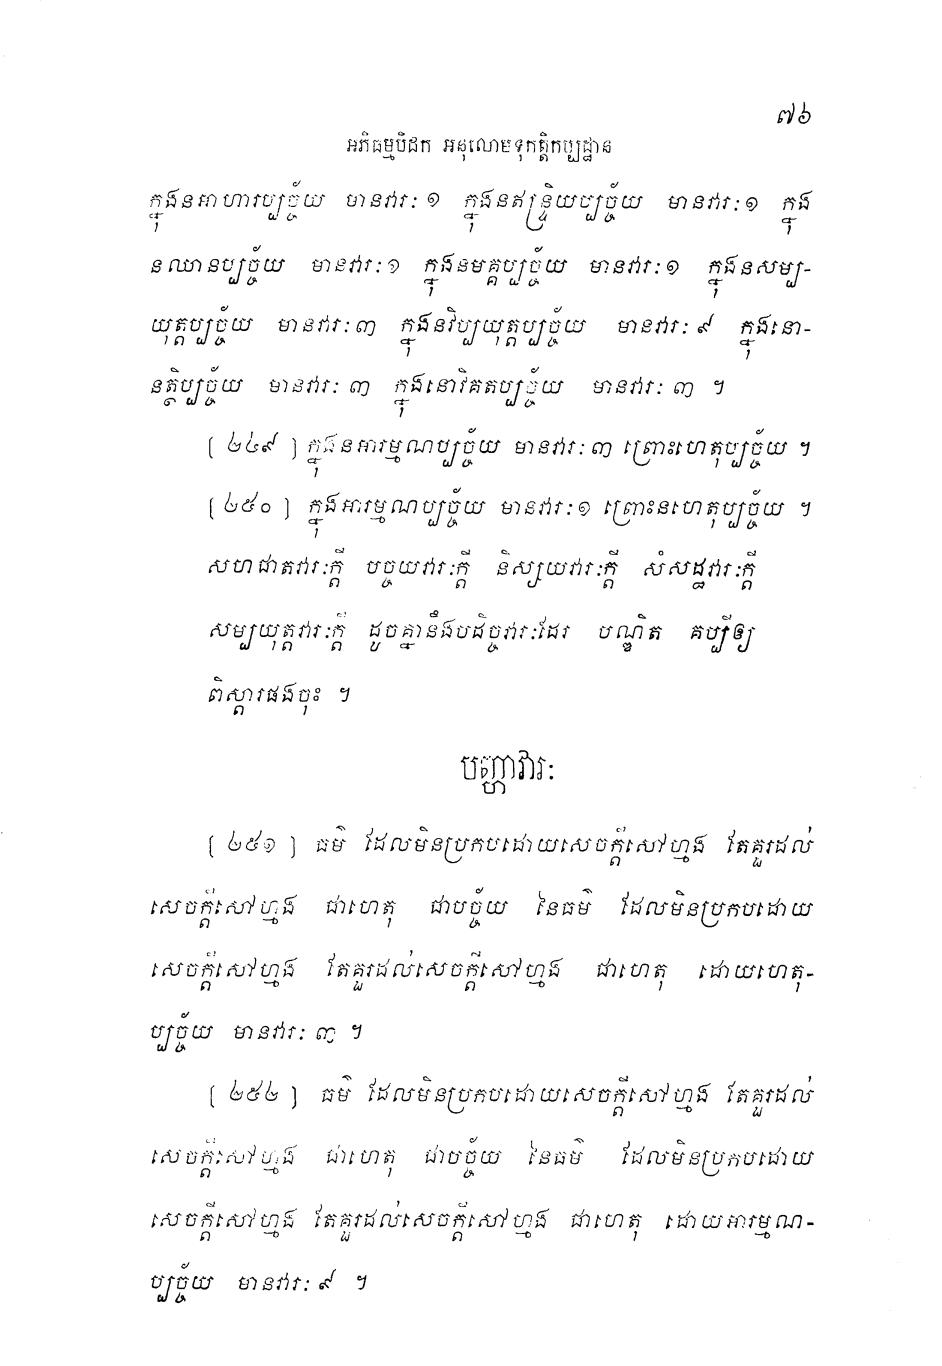 ៧៦
អភិធម្មបិដក អនុលោមទុកត្តិកប្បដ្ឋាន
ក្នុងនអាហារប្បច្ច័យ មានវារៈ ១ ក្នុងនឥន្ទ្រិយប្បច្ច័យ មានវារៈ ១ ក្នុង
នឈានប្បច្ច័យ មានវារៈ ១ ក្នុងនមគ្គប្បច្ច័យ មានវារៈ ១ ក្នុងនសម្ប-
យុត្តប្បច្ច័យ មានវារៈ ៣ ក្នុងនវិប្បយុត្តប្បច្ច័យ មានវារៈ ៩ ក្នុងនោ-
នត្ថិប្បច្ច័យ មានវារៈ ៣ ក្នុងនោវិគតប្បច្ច័យ មានវារៈ ៣ ។
[ ២៤៩ ] ក្នុងនអារម្មណប្បច្ច័យ មានវារៈ ៣ ព្រោះហេតុប្បច្ច័យ ។
[ ២៥០ ] ក្នុងអារម្មណប្បច្ច័យ មានវារៈ ១ ព្រោះនហេតុប្បច្ច័យ ។
សហជាតវារៈក្តី បច្ចយវារៈក្តី និស្សយវារៈក្តី សំសដ្ឋវារៈក្តី
សម្បយុត្តវារៈក្តី ដូចគ្នានឹងបដិច្ចវារៈដែរ បណ្ឌិត គប្បីឲ្យ
ពិស្តារផងចុះ ។
បញ្ហាវារៈ
[ ២៥១ ] ធម៌ ដែលមិនប្រកបដោយសេចក្តីសៅហ្មង តែគួរដល់
សេចក្តីសៅហ្មង ជាហេតុ ជាបច្ច័យ នៃធម៌ ដែលមិនប្រកបដោយ
សេចក្តីសៅហ្មង តែគួរដល់សេចក្តីសៅហ្មង ជាហេតុ ដោយហេតុ-
ប្បច្ច័យ មានវារៈ ៣ ។
[ ២៥២ ] ធម៌ ដែលមិនប្រកបដោយសេចក្តីសៅហ្មង តែគួរដល់
សេចក្តីសៅហ្មង ជាហេតុ ជាបច្ច័យ នៃធម៌ ដែលមិនប្រកបដោយ
សេចក្តីសៅហ្មង តែគួរដល់សេចក្តីសៅហ្មង ជាហេតុ ដោយអារម្មណ-
ប្បច្ច័យ មានវារៈ ៩ ។